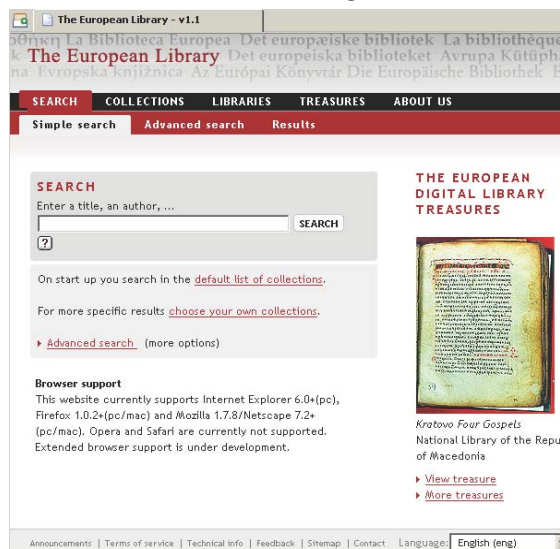 The European Library - v1.1
La Biblioteca Europea Det europæiske bibliotek La bibliothèque
The European Library Det europeiska biblioteket Avrupa Kütüph
na Evropska knjižnica Az Európai Könyvtár Die Europäische Bibliothek E
SEARCH COLLECTIONS LIBRARIES TREASURES ABOUT US
Simple search Advanced search Results
SEARCH
Enter a title, an author, ...
SEARCH
?
On start up you search in the default list of collections.
For more specific results choose your own collections.
Advanced search (more options)
Browser support
This website currently supports Internet Explorer 6.0+(pc),
Firefox 1.0.2+(pc/mac) and Mozilla 1.7.8/Netscape 7.2+
(pc/mac). Opera and Safari are currently not supported.
Extended browser support is under development.
THE EUROPEAN
DIGITAL LIBRARY
TREASURES
Kratovo Four Gospels
National Library of the Repu
of Macedonia
View treasure
More treasures
Announcements | Terms of service | Technical info | Feedback | Sitemap | Contact Language: English (eng)